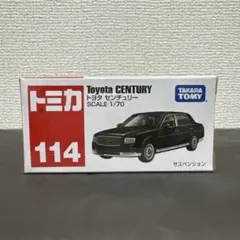 トミカ
114
Toyota CENTURY
トヨタ センチュリー
SCALE 1/70
TAKARA
TOMY
サスペンション